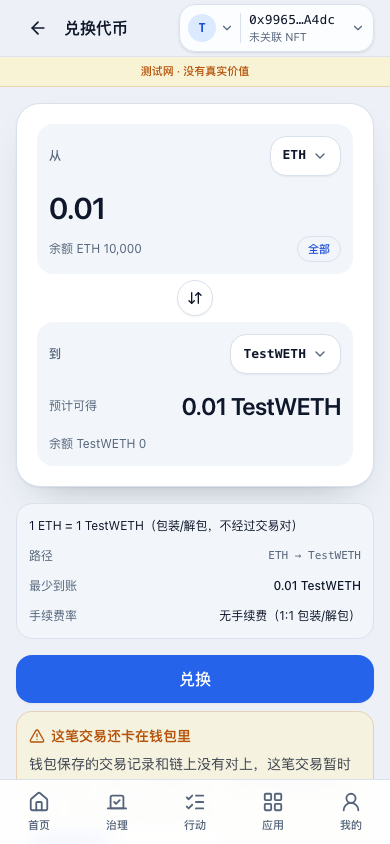 兑换代币
T
0x9965…A4dc
未关联 NFT
测试网 · 没有真实价值
从
ETH
0.01
余额 ETH 10,000
全部
到
TestWETH
预计可得
0.01 TestWETH
余额 TestWETH 0
1 ETH = 1 TestWETH（包装/解包，不经过交易对）
路径
ETH → TestWETH
最少到账
0.01 TestWETH
手续费率
无手续费（1:1 包装/解包）
兑换
这笔交易还卡在钱包里
钱包保存的交易记录和链上没有对上，这笔交易暂时
首页
治理
行动
应用
我的